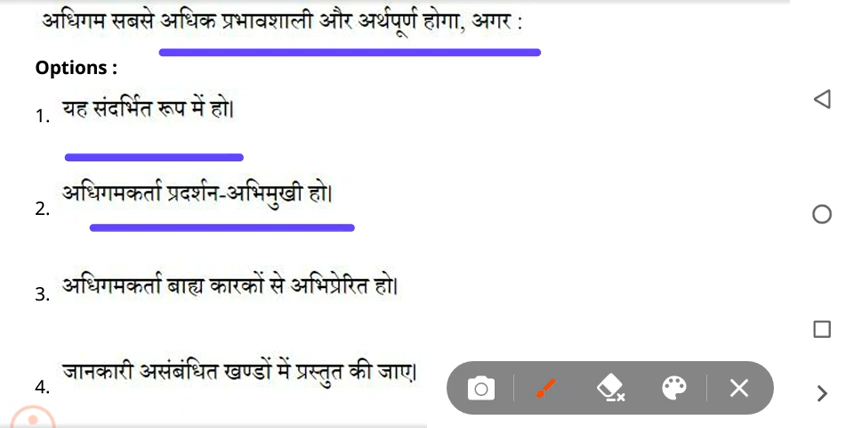 अधिगम सबसे अधिक प्रभावशाली और अर्थपूर्ण होगा, अगर :
Options :
1. यह संदर्भित रूप में हो।
2. अधिगमकर्ता प्रदर्शन-अभिमुखी हो।
3. अधिगमकर्ता बाह्य कारकों से अभिप्रेरित हो।
4. जानकारी असंबंधित खण्डों में प्रस्तुत की जाए।